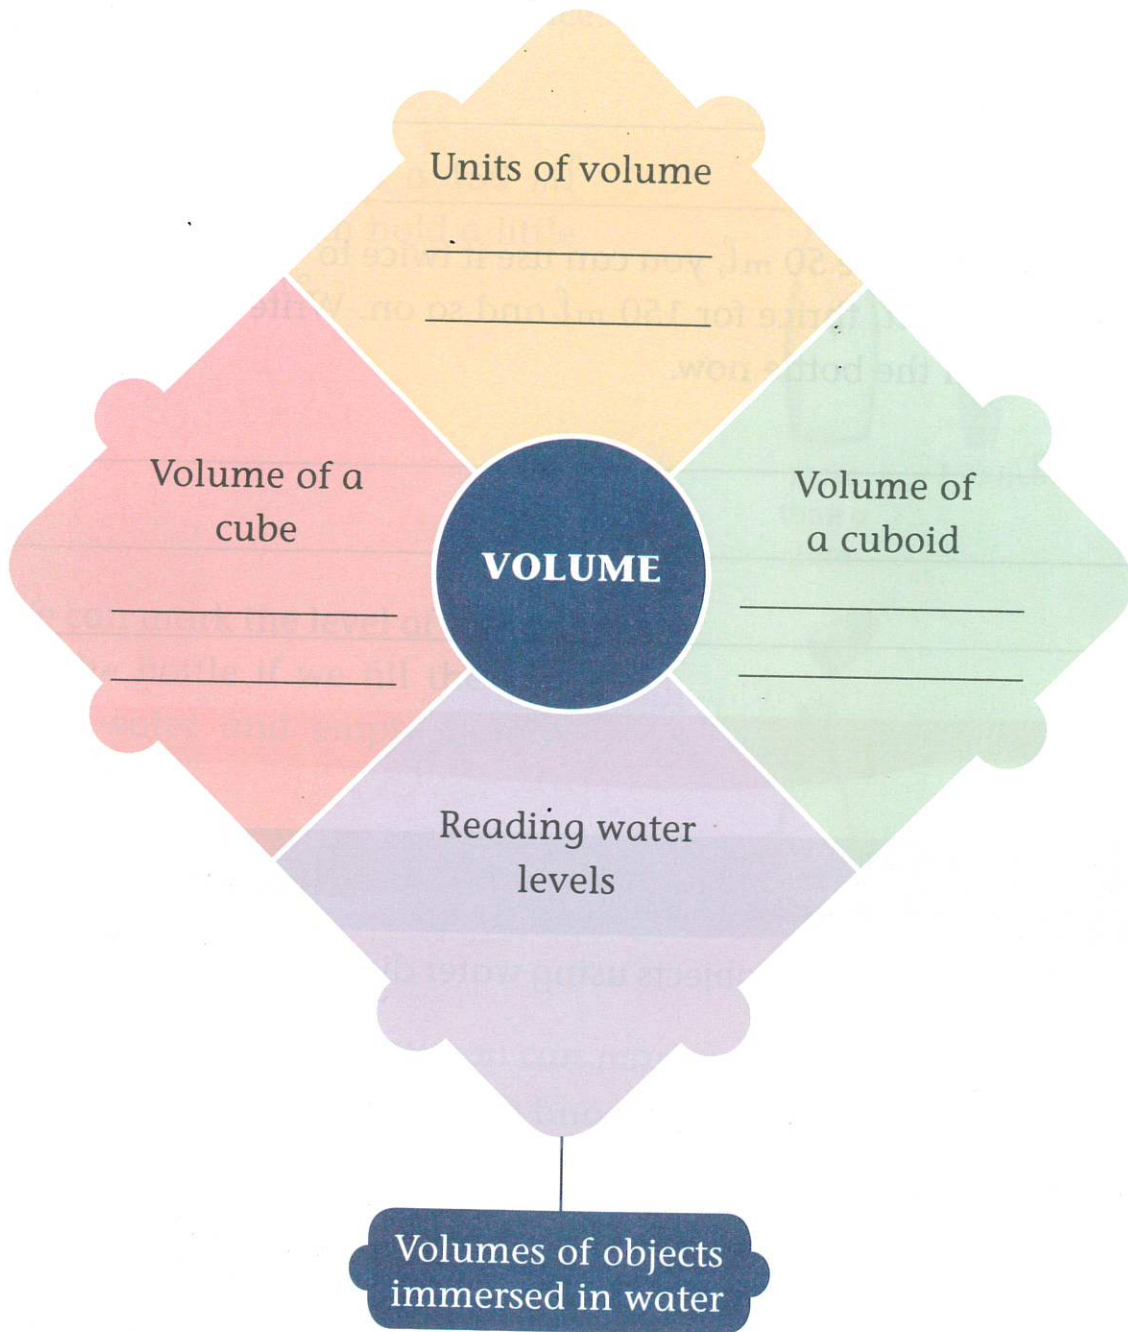 Units of volume
Volume of a
cube
VOLUME
Volume of
a cuboid
Reading water
levels
Volumes of objects
immersed in water